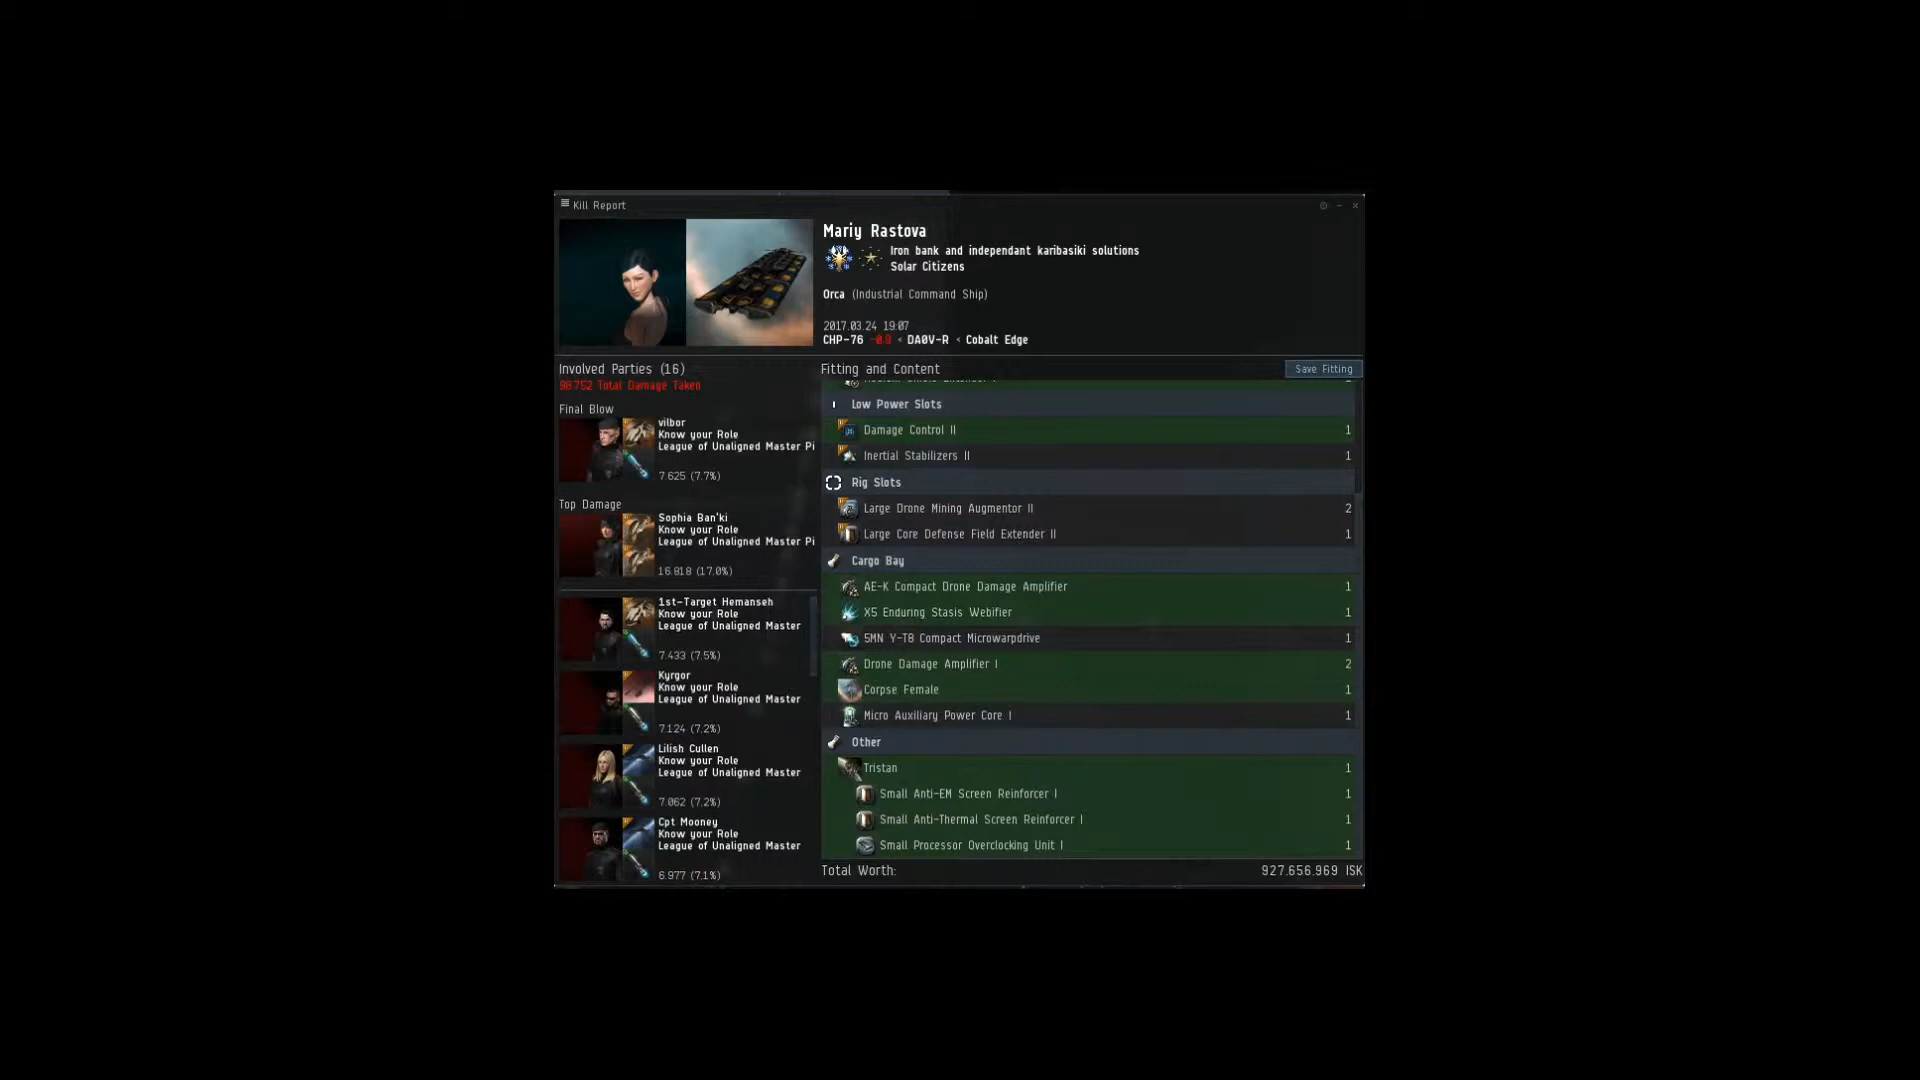 Kill Report
Mariy Rastova
Iron bank and independant karibasiki solutions
Solar Citizens
Orca (Industrial Command Ship)
2017.03.24 19:07
CHP-76 -0.8 < DA0V-R < Cobalt Edge
Involved Parties (16)
98.752 Total Damage Taken
Final Blow
vilbor
Know your Role
League of Unaligned Master Pi
7.625 (7.7%)
Top Damage
Sophia Ban'ki
Know your Role
League of Unaligned Master Pi
16.818 (17.0%)
1st-Target Hemanseh
Know your Role
League of Unaligned Master
7.433 (7.5%)
Kyrgor
Know your Role
League of Unaligned Master
7.124 (7.2%)
Lilish Cullen
Know your Role
League of Unaligned Master
7.062 (7.2%)
Cpt Mooney
Know your Role
League of Unaligned Master
6.977 (7.1%)
Fitting and Content
Save Fitting
Low Power Slots
Damage Control II 1
Inertial Stabilizers II 1
Rig Slots
Large Drone Mining Augmentor II 2
Large Core Defense Field Extender II 1
Cargo Bay
AE-K Compact Drone Damage Amplifier 1
X5 Enduring Stasis Webifier 1
5MN Y-T8 Compact Microwarpdrive 1
Drone Damage Amplifier I 2
Corpse Female 1
Micro Auxiliary Power Core I 1
Other
Tristan 1
Small Anti-EM Screen Reinforcer I 1
Small Anti-Thermal Screen Reinforcer I 1
Small Processor Overclocking Unit I 1
Total Worth: 927.656.969 ISK